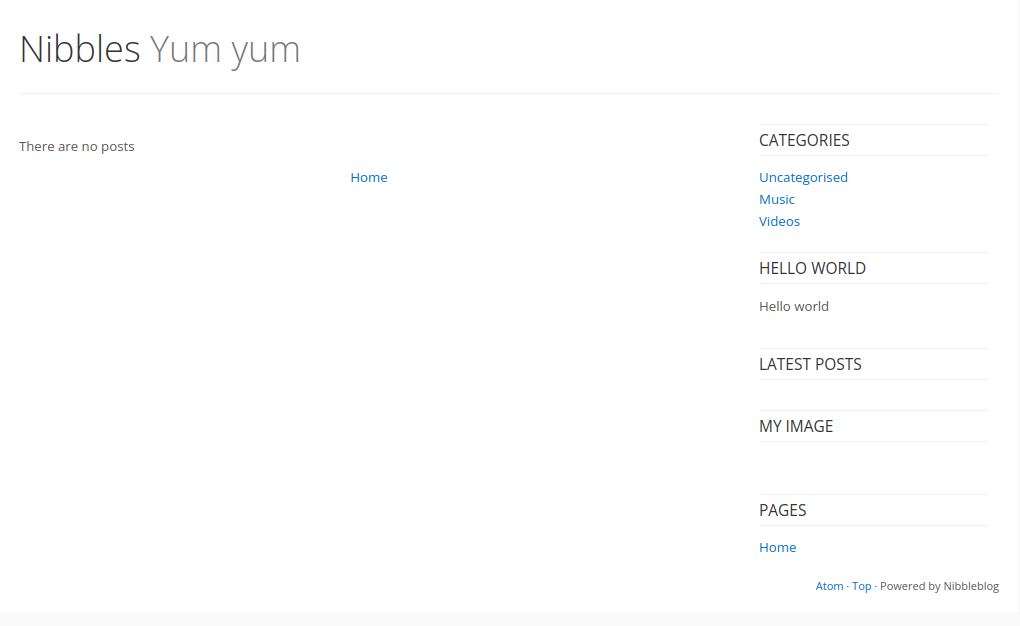 Nibbles Yum yum
There are no posts
Home
CATEGORIES
Uncategorised
Music
Videos
HELLO WORLD
Hello world
LATEST POSTS
MY IMAGE
PAGES
Home
Atom · Top · Powered by Nibbleblog